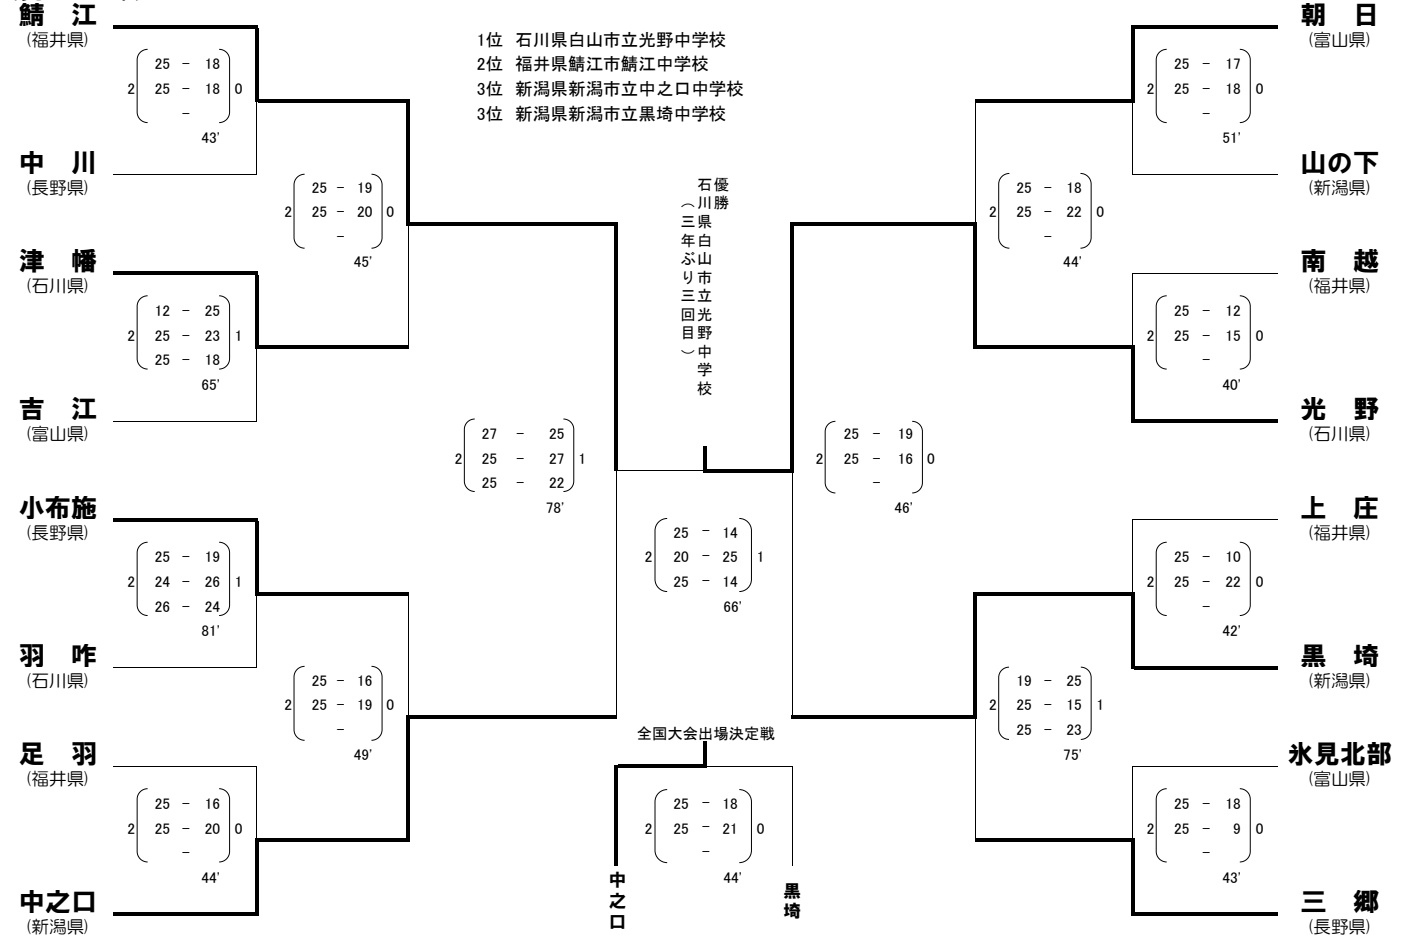 鯖　江
(福井県)
25 － 18
2 25 － 18 0
－
43'
中　川
(長野県)
25 － 19
2 25 － 20 0
－
45'
津　幡
(石川県)
12 － 25
2 25 － 23 1
25 － 18
65'
吉　江
(富山県)
27 － 25
2 25 － 27 1
25 － 22
78'
小布施
(長野県)
25 － 19
2 24 － 26 1
26 － 24
81'
羽　咋
(石川県)
25 － 16
2 25 － 19 0
－
49'
足　羽
(福井県)
25 － 16
2 25 － 20 0
－
44'
中之口
(新潟県)
1位 石川県白山市立光野中学校
2位 福井県鯖江市鯖江中学校
3位 新潟県新潟市立中之口中学校
3位 新潟県新潟市立黒埼中学校
優勝
石川県白山市立光野中学校
（三年ぶり三回目）
25 － 14
2 20 － 25 1
25 － 14
66'
全国大会出場決定戦
25 － 18
2 25 － 21 0
－
44'
中之口
黒埼
朝　日
(富山県)
25 － 17
2 25 － 18 0
－
51'
山の下
(新潟県)
25 － 18
2 25 － 22 0
－
44'
南　越
(福井県)
25 － 12
2 25 － 15 0
－
40'
光　野
(石川県)
25 － 19
2 25 － 16 0
－
46'
上　庄
(福井県)
25 － 10
2 25 － 22 0
－
42'
黒　埼
(新潟県)
19 － 25
2 25 － 15 1
25 － 23
75'
氷見北部
(富山県)
25 － 18
2 25 － 9 0
－
43'
三　郷
(長野県)